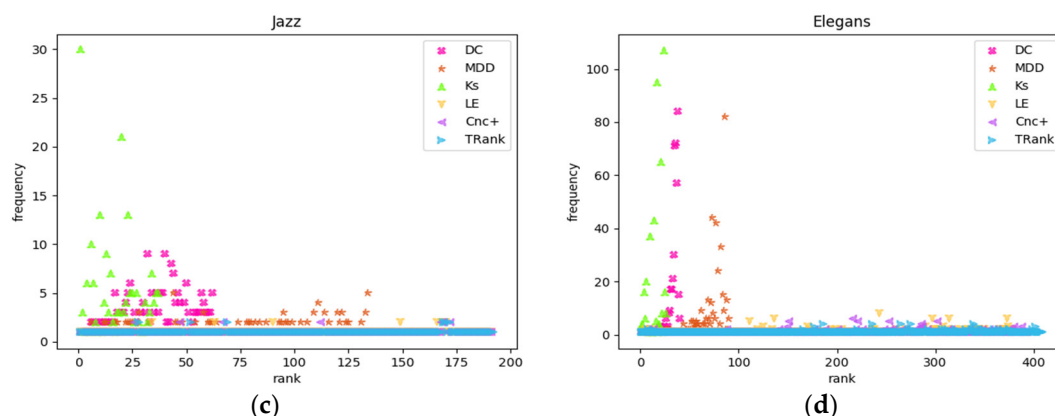 Jazz
30
25
20
15
10
5
0
frequency
0 25 50 75 100 125 150 175 200
rank
DC
MDD
Ks
LE
Cnc+
TRank
(c)
Elegans
100
80
60
40
20
0
frequency
0 100 200 300 400
rank
DC
MDD
Ks
LE
Cnc+
TRank
(d)